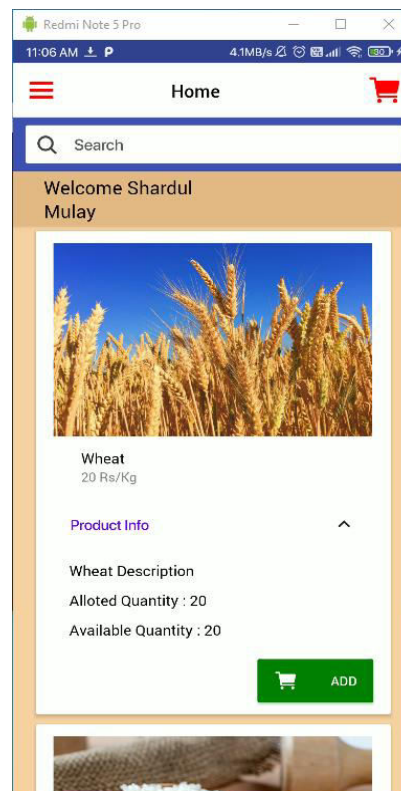 Redmi Note 5 Pro
11:06 AM P
4.1MB/s 80
Home
Search
Welcome Shardul
Mulay
Wheat
20 Rs/Kg
Product Info
Wheat Description
Alloted Quantity : 20
Available Quantity : 20
ADD